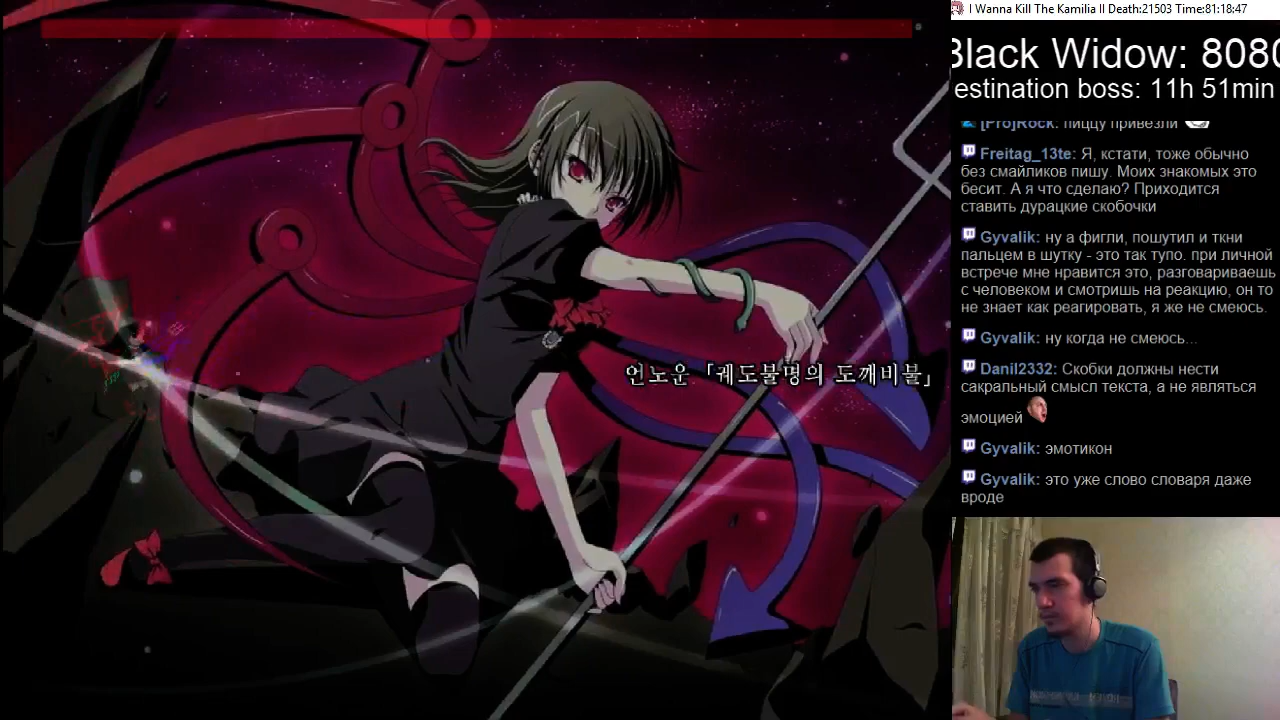 I Wanna Kill The Kamilia II Death:21503 Time:81:18:47
Black Widow: 8080
estination boss: 11h 51min
[Pro]Rock: пиццу привезли
Freitag_13te: Я, кстати, тоже обычно
без смайликов пишу. Моих знакомых это
бесит. А я что сделаю? Приходится
ставить дурацкие скобочки
Gyvalik: ну а фигли, пошутил и ткни
пальцем в шутку - это так тупо. при личной
встрече мне нравится это, разговариваешь
с человеком и смотришь на реакцию, он то
не знает как реагировать, я же не смеюсь.
Gyvalik: ну когда не смеюсь...
Danil2332: Скобки должны нести
сакральный смысл текста, а не являться
эмоцией
Gyvalik: эмотикон
Gyvalik: это уже слово словаря даже
вроде
언노운 「궤도불명의 도깨비불」